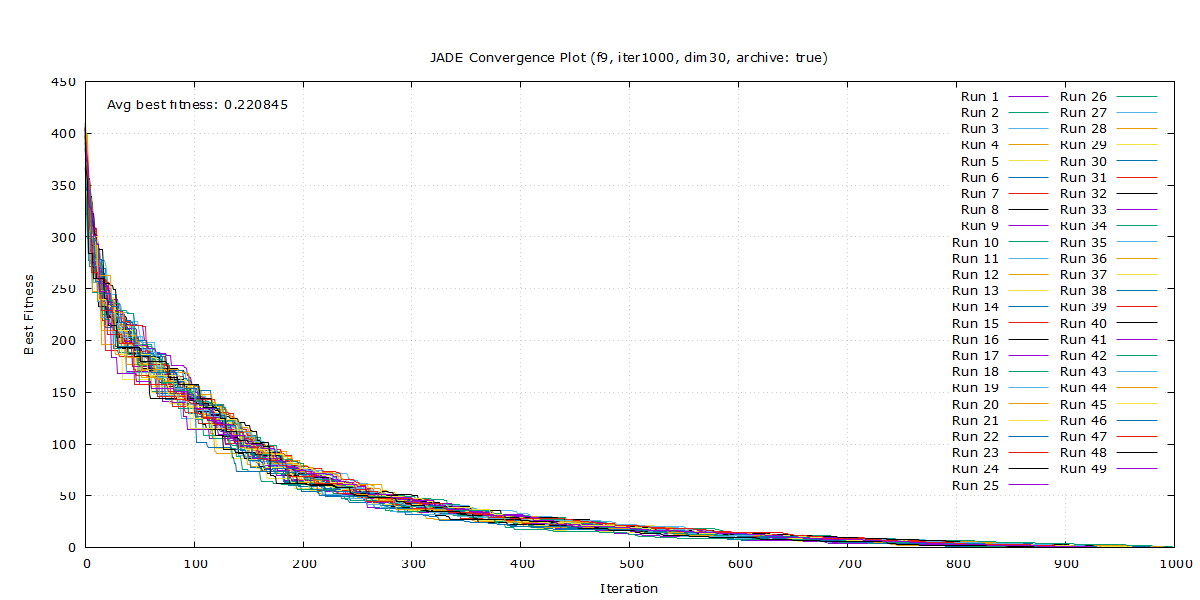 JADE Convergence Plot (f9, iter1000, dim30, archive: true)
Avg best fitness: 0.220845
450
400
350
300
250
200
150
100
50
0
Best Fitness
0 100 200 300 400 500 600 700 800 900 1000
Iteration
Run 1 Run 26
Run 2 Run 27
Run 3 Run 28
Run 4 Run 29
Run 5 Run 30
Run 6 Run 31
Run 7 Run 32
Run 8 Run 33
Run 9 Run 34
Run 10 Run 35
Run 11 Run 36
Run 12 Run 37
Run 13 Run 38
Run 14 Run 39
Run 15 Run 40
Run 16 Run 41
Run 17 Run 42
Run 18 Run 43
Run 19 Run 44
Run 20 Run 45
Run 21 Run 46
Run 22 Run 47
Run 23 Run 48
Run 24 Run 49
Run 25